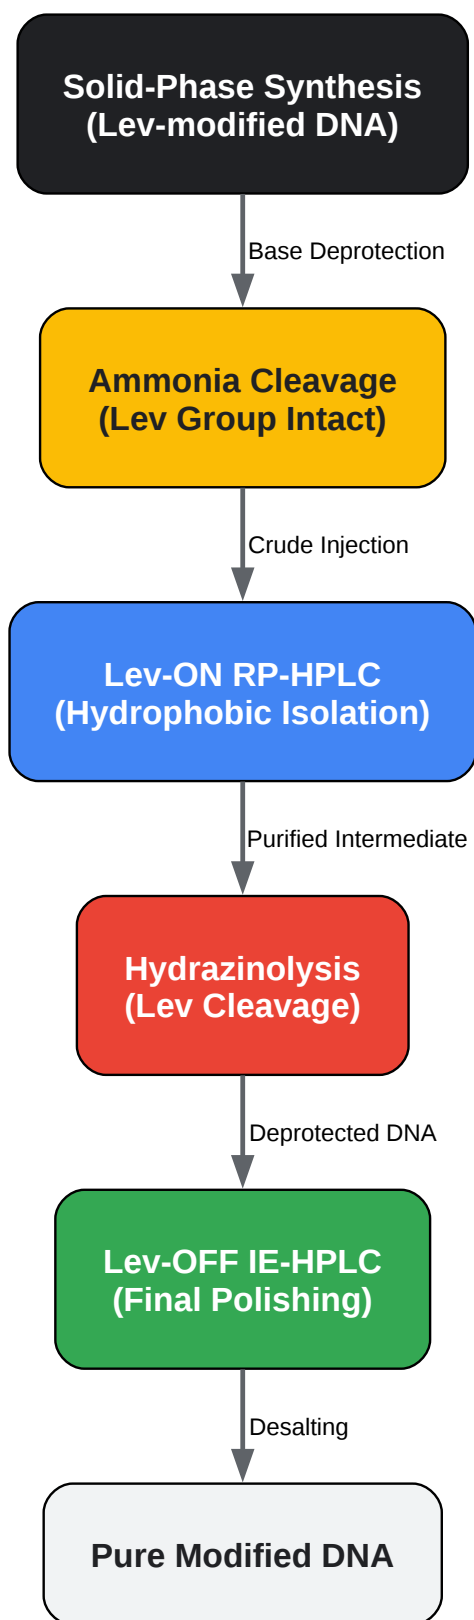 Solid-Phase Synthesis
(Lev-modified DNA)
Base Deprotection
Ammonia Cleavage
(Lev Group Intact)
Crude Injection
Lev-ON RP-HPLC
(Hydrophobic Isolation)
Purified Intermediate
Hydrazinolysis
(Lev Cleavage)
Deprotected DNA
Lev-OFF IE-HPLC
(Final Polishing)
Desalting
Pure Modified DNA